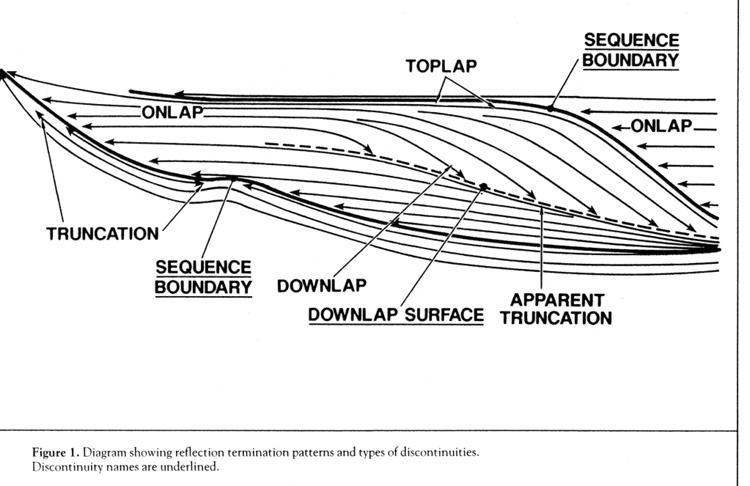 SEQUENCE
BOUNDARY
TOPLAP
ONLAP
ONLAP
TRUNCATION
SEQUENCE
BOUNDARY
DOWNLAP
DOWNLAP SURFACE
APPARENT
TRUNCATION
Figure 1. Diagram showing reflection termination patterns and types of discontinuities.
Discontinuity names are underlined.